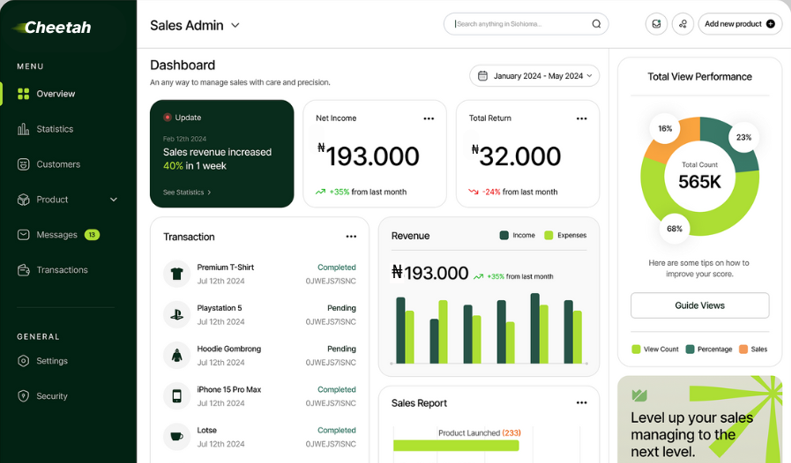 Cheetah
Sales Admin
Search anything in Siohioma...
Add new product
MENU
Overview
Statistics
Customers
Product
Messages 13
Transactions
GENERAL
Settings
Security
Dashboard
An any way to manage sales with care and precision.
January 2024 - May 2024
Update
Feb 12th 2024
Sales revenue increased
40% in 1 week
See Statistics >
Net Income
₦193.000
+35% from last month
Total Return
₦32.000
-24% from last month
Transaction
Premium T-Shirt Completed
Jul 12th 2024 0JWEJS7ISNC
Playstation 5 Pending
Jul 12th 2024 0JWEJS7ISNC
Hoodie Gombrong Pending
Jul 12th 2024 0JWEJS7ISNC
iPhone 15 Pro Max Completed
Jul 12th 2024 0JWEJS7ISNC
Lotse Completed
Jul 12th 2024 0JWEJS7ISNC
Revenue
Income Expenses
₦193.000 +35% from last month
Sales Report
Product Launched (233)
Total View Performance
16%
23%
Total Count
565K
68%
Here are some tips on how to
improve your score.
Guide Views
View Count Percentage Sales
Level up your sales
managing to the
next level.